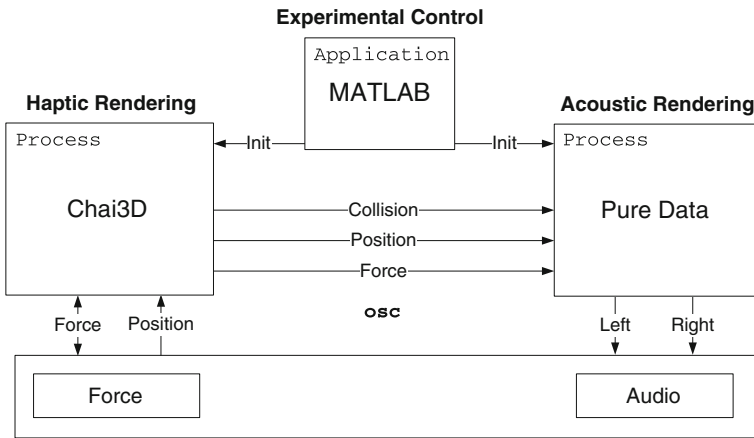 Experimental Control
Application
MATLAB
Haptic Rendering
Acoustic Rendering
Process
Init
Init
Process
Chai3D
Pure Data
Collision
Position
Force
osc
Force
Position
Left
Right
Force
Audio